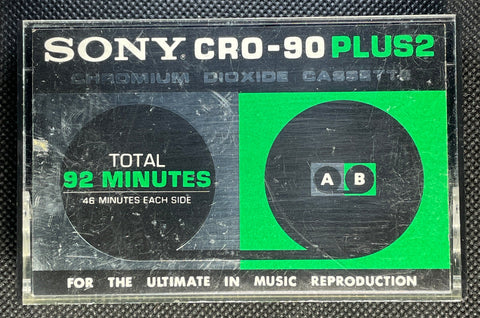 SONY CRO-90 PLUS2
CHROMIUM DIOXIDE CASSETTE
TOTAL
92 MINUTES
46 MINUTES EACH SIDE
A B
FOR THE ULTIMATE IN MUSIC REPRODUCTION